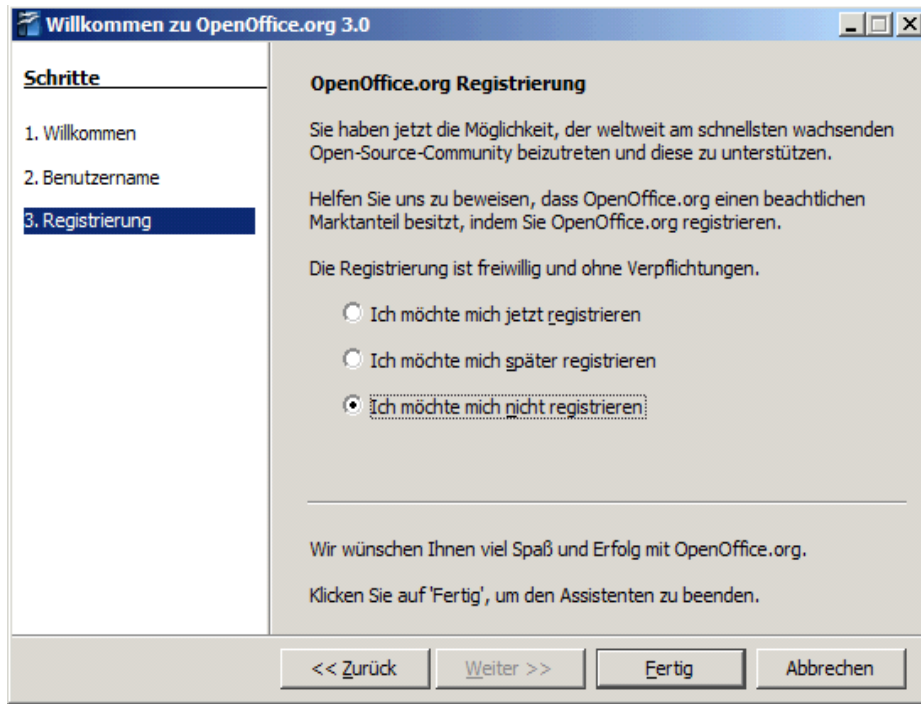 Willkommen zu OpenOffice.org 3.0
Schritte
1. Willkommen
2. Benutzername
3. Registrierung
OpenOffice.org Registrierung
Sie haben jetzt die Möglichkeit, der weltweit am schnellsten wachsenden
Open-Source-Community beizutreten und diese zu unterstützen.
Helfen Sie uns zu beweisen, dass OpenOffice.org einen beachtlichen
Marktanteil besitzt, indem Sie OpenOffice.org registrieren.
Die Registrierung ist freiwillig und ohne Verpflichtungen.
Ich möchte mich jetzt registrieren
Ich möchte mich später registrieren
Ich möchte mich nicht registrieren
Wir wünschen Ihnen viel Spaß und Erfolg mit OpenOffice.org.
Klicken Sie auf 'Fertig', um den Assistenten zu beenden.
<< Zurück Weiter >> Fertig Abbrechen